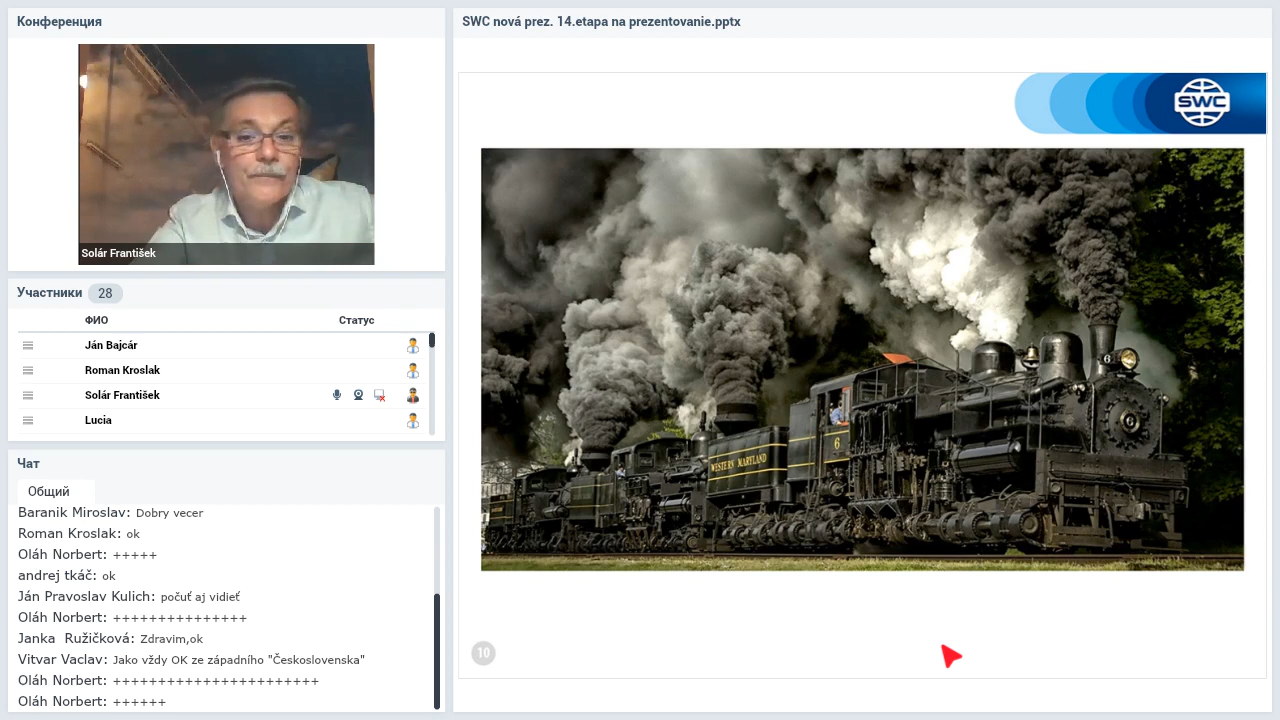 Конференция
Solár František
Участники 28
ФИО Статус
Ján Bajcár
Roman Kroslak
Solár František
Lucia
Чат
Общий
Baranik Miroslav: Dobry vecer
Roman Kroslak: ok
Oláh Norbert: +++++
andrej tkáč: ok
Ján Pravoslav Kulich: počuť aj vidieť
Oláh Norbert: +++++++++++++++
Janka  Ružičková: Zdravim,ok
Vitvar Vaclav: Jako vždy OK ze západního "Československa"
Oláh Norbert: +++++++++++++++++++++++
Oláh Norbert: ++++++
SWC nová prez. 14.etapa na prezentovanie.pptx
SWC
6
6
6
WESTERN MARYLAND
10